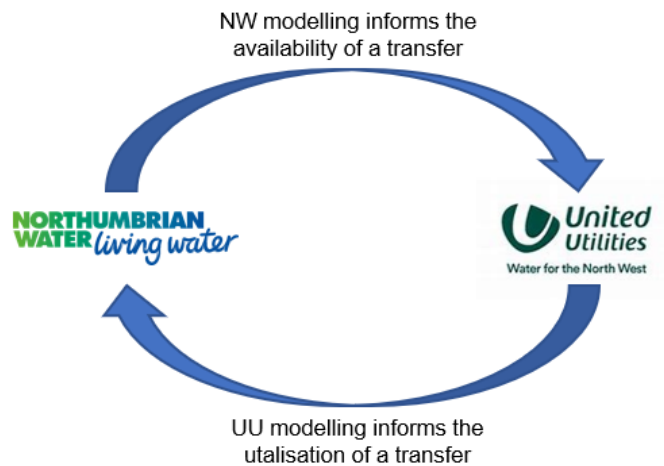 NW modelling informs the
availability of a transfer
NORTHUMBRIAN
WATER living water
United
Utilities
Water for the North West
UU modelling informs the
utalisation of a transfer